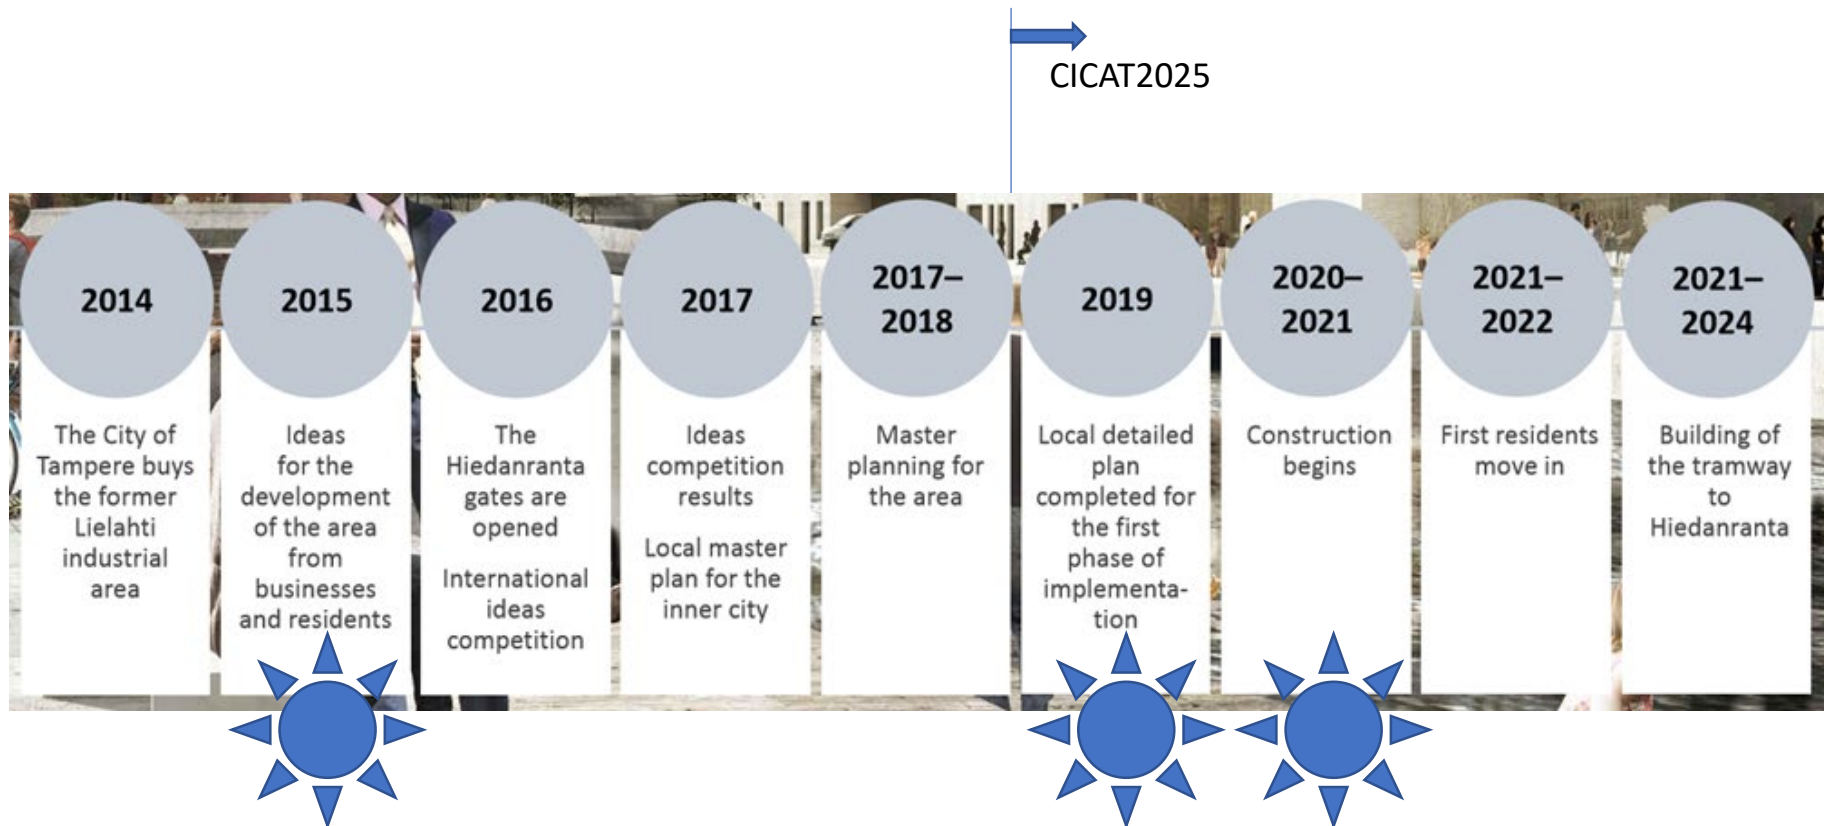 CICAT2025
2014
The City of
Tampere buys
the former
Lielahti
industrial
area
2015
Ideas
for the
development
of the area
from
businesses
and residents
2016
The
Hiedanranta
gates are
opened
International
ideas
competition
2017
Ideas
competition
results
Local master
plan for the
inner city
2017–
2018
Master
planning for
the area
2019
Local detailed
plan
completed for
the first
phase of
implementa-
tion
2020–
2021
Construction
begins
2021–
2022
First residents
move in
2021–
2024
Building of
the tramway
to
Hiedanranta